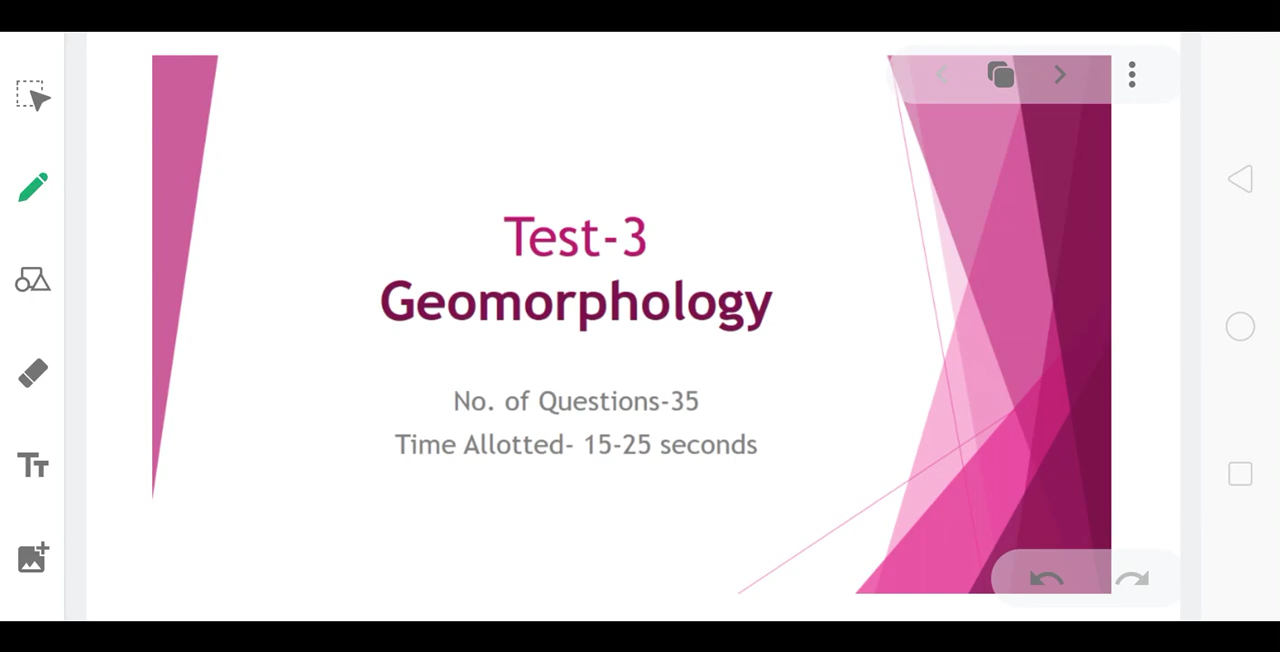 Test-3
Geomorphology
No. of Questions-35
Time Allotted- 15-25 seconds